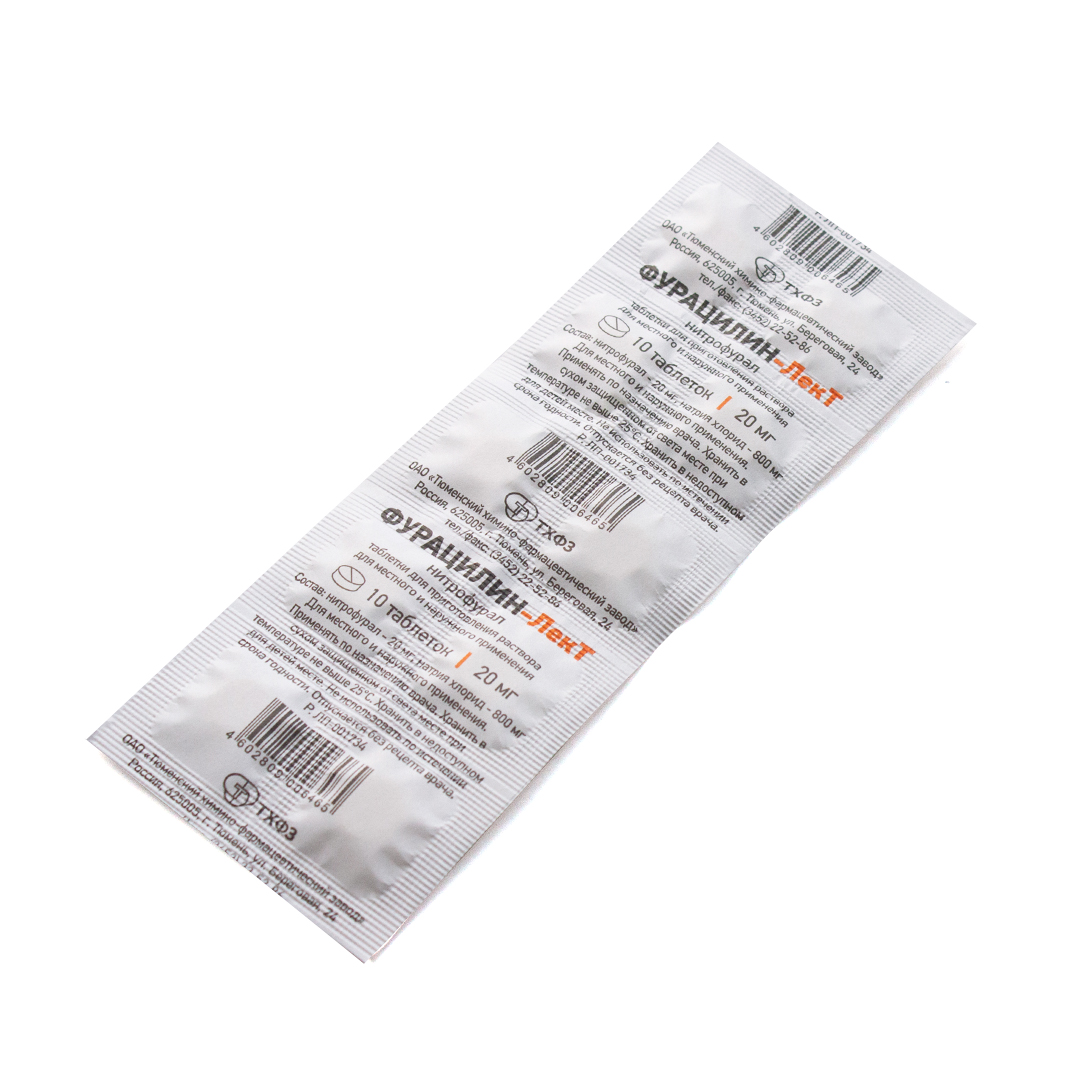 Р. ЛП-001734
4 602809 006465
ТХФЗ
ОАО «Тюменский химико-фармацевтический завод»
Россия, 625005, г. Тюмень, ул. Береговая, 24
тел./факс: (3452) 22-52-86
ФУРАЦИЛИН-ЛекТ
нитрофурал
таблетки для приготовления раствора
для местного и наружного применения
10 таблеток | 20 мг
Состав: нитрофурал - 20 мг, натрия хлорид - 800 мг
Для местного и наружного применения.
Применять по назначению врача. Хранить в
сухом защищенном от света месте при
температуре не выше 25°С. Хранить в недоступном
для детей месте. Не использовать по истечении
срока годности. Отпускается без рецепта врача.
Р. ЛП-001734
4 602809 006465
ТХФЗ
ОАО «Тюменский химико-фармацевтический завод»
Россия, 625005, г. Тюмень, ул. Береговая, 24
тел./факс: (3452) 22-52-86
ФУРАЦИЛИН-ЛекТ
нитрофурал
таблетки для приготовления раствора
для местного и наружного применения
10 таблеток | 20 мг
Состав: нитрофурал - 20 мг, натрия хлорид - 800 мг
Для местного и наружного применения.
Применять по назначению врача. Хранить в
сухом защищенном от света месте при
температуре не выше 25°С. Хранить в недоступном
для детей месте. Не использовать по истечении
срока годности. Отпускается без рецепта врача.
Р. ЛП-001734
4 602809 006465
ТХФЗ
ОАО «Тюменский химико-фармацевтический завод»
Россия, 625005, г. Тюмень, ул. Береговая, 24